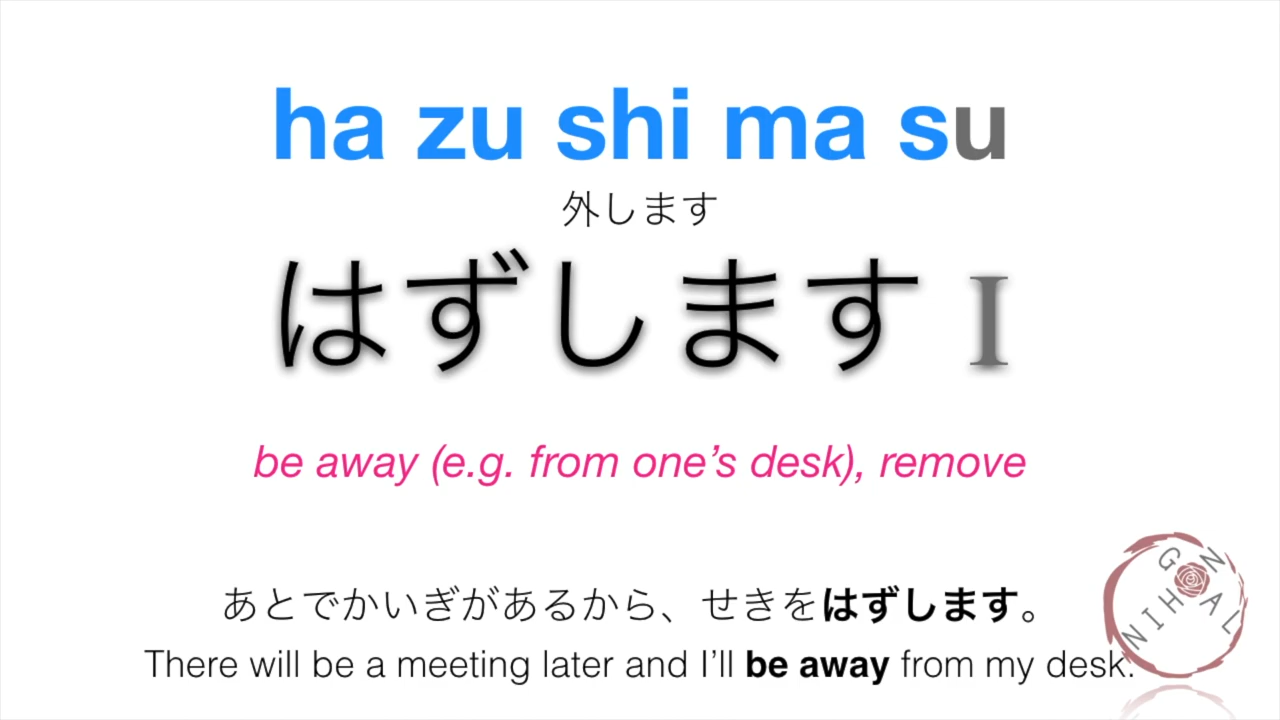 ha zu shi ma su
外します
はずします I
be away (e.g. from one's desk), remove
あとでかいぎがあるから、せきをはずします。
There will be a meeting later and I'll be away from my desk.
NIHONGONAL